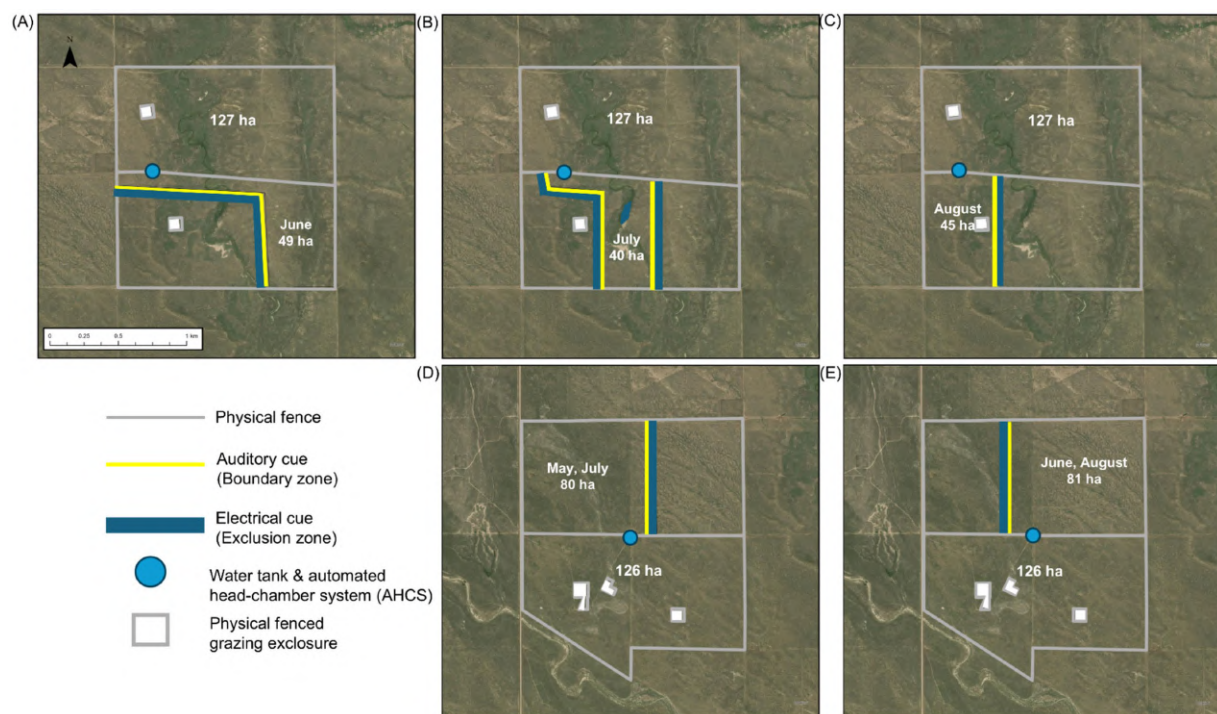 (A)
N
127 ha
June
49 ha
0 0.25 0.5 1 km
(B)
127 ha
July
40 ha
(C)
127 ha
August
45 ha
Physical fence
Auditory cue
(Boundary zone)
Electrical cue
(Exclusion zone)
Water tank & automated
head-chamber system (AHCS)
Physical fenced
grazing exclosure
(D)
May, July
80 ha
126 ha
(E)
June, August
81 ha
126 ha